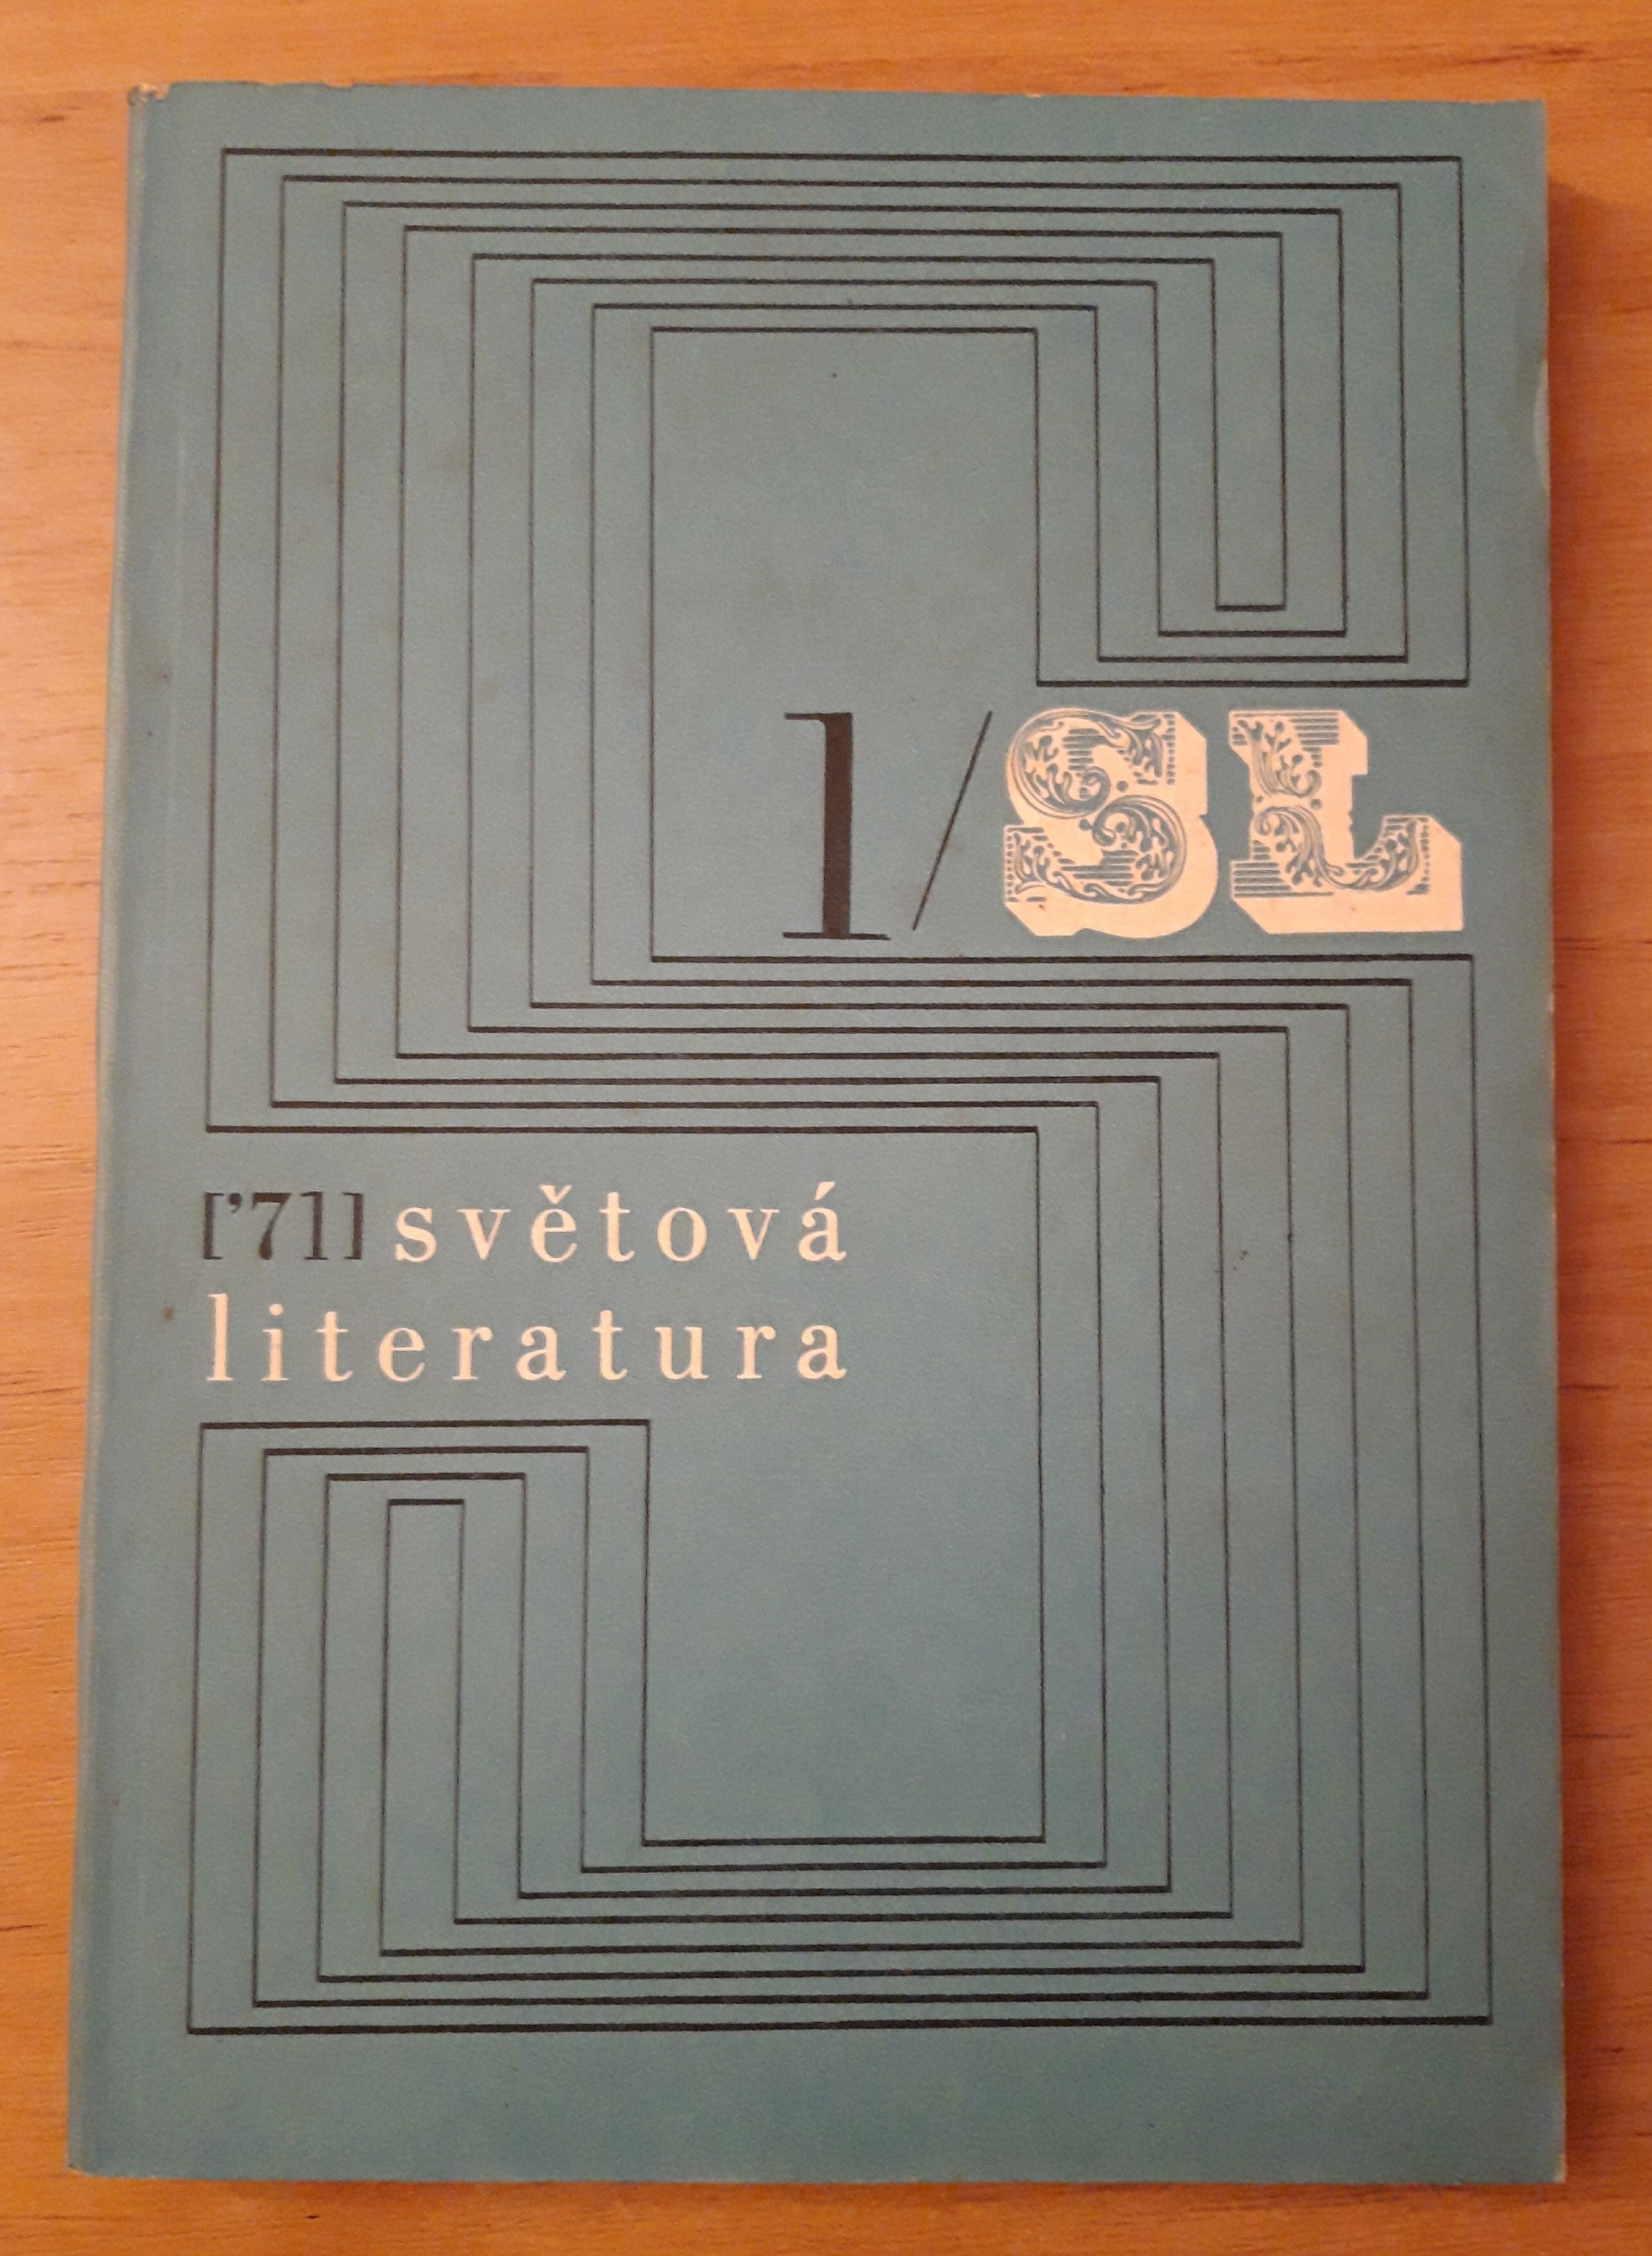 1/SL
['71] světová
literatura